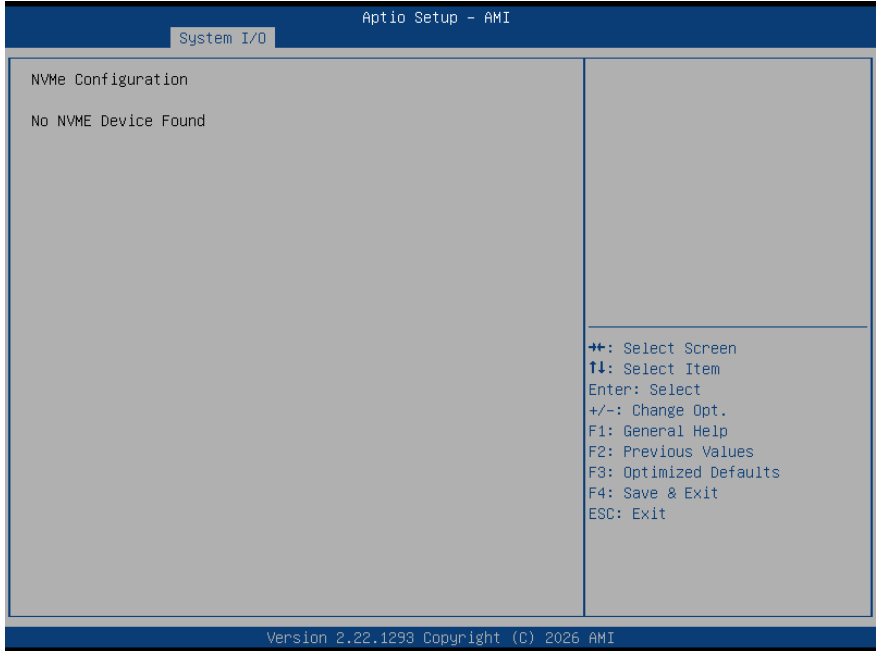 Aptio Setup – AMI
System I/O
NVMe Configuration
No NVME Device Found
→←: Select Screen
↑↓: Select Item
Enter: Select
+/-: Change Opt.
F1: General Help
F2: Previous Values
F3: Optimized Defaults
F4: Save & Exit
ESC: Exit
Version 2.22.1293 Copyright (C) 2026 AMI